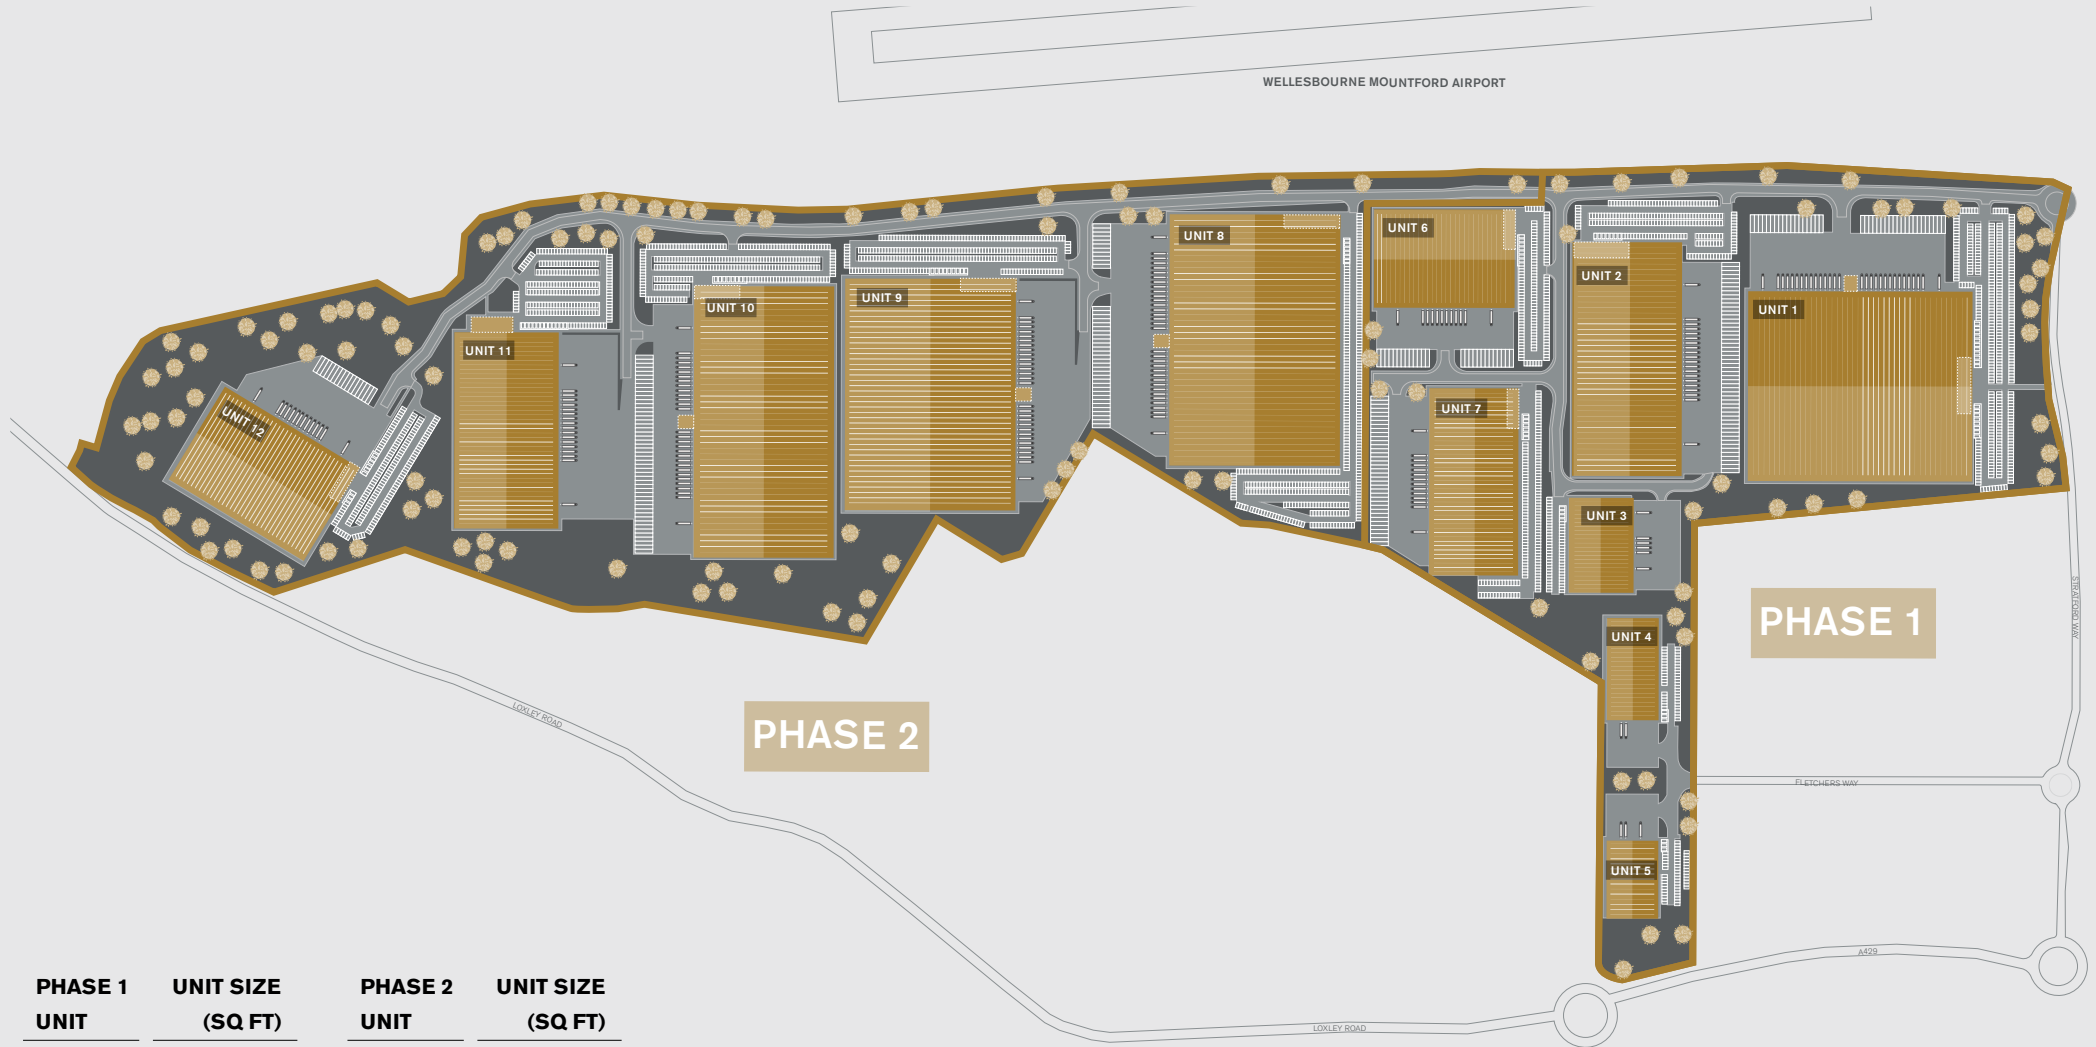 WELLESBOURNE MOUNTFORD AIRPORT
UNIT 6
UNIT 8
UNIT 2
UNIT 9
UNIT 10
UNIT 1
UNIT 11
UNIT 7
UNIT 12
UNIT 3
STRATFORD WAY
PHASE 1
UNIT 4
LOXLEY ROAD
PHASE 2
FLETCHERS WAY
UNIT 5
A429
PHASE 1 UNIT SIZE PHASE 2 UNIT SIZE
UNIT (SQ FT) UNIT (SQ FT)
LOXLEY ROAD